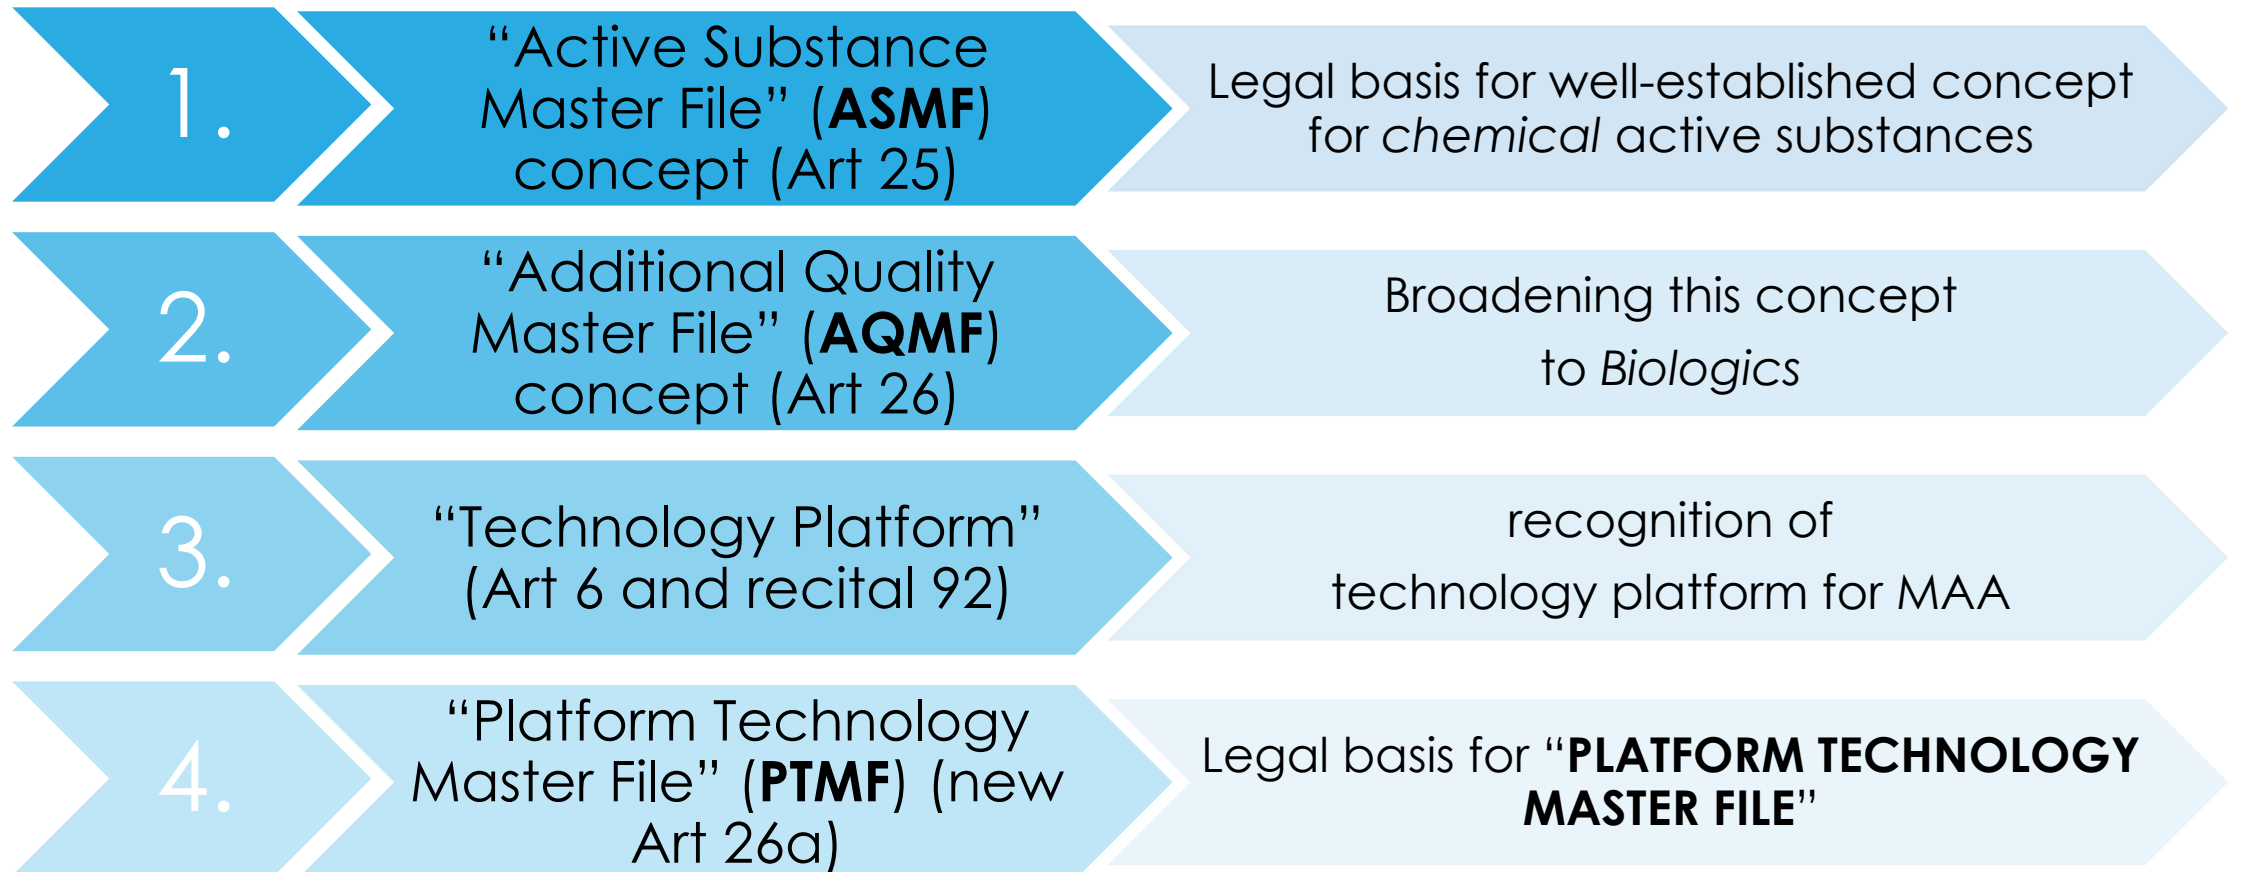 1.
“Active Substance
Master File” (ASMF)
concept (Art 25)
Legal basis for well-established concept
for chemical active substances
2.
“Additional Quality
Master File” (AQMF)
concept (Art 26)
Broadening this concept
to Biologics
3.
“Technology Platform”
(Art 6 and recital 92)
recognition of
technology platform for MAA
4.
“Platform Technology
Master File” (PTMF) (new
Art 26a)
Legal basis for “PLATFORM TECHNOLOGY
MASTER FILE”